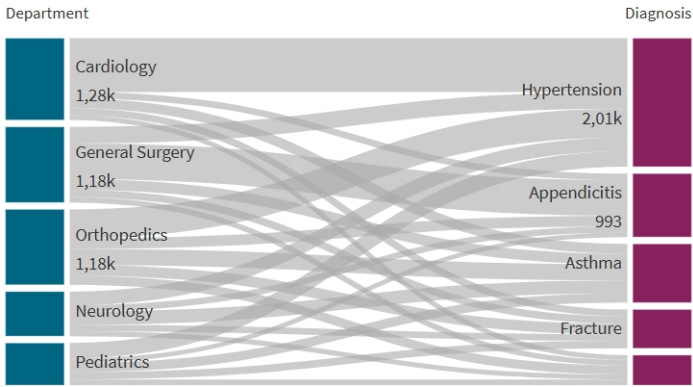 Department
Diagnosis
Cardiology
1,28k
Hypertension
2,01k
General Surgery
1,18k
Appendicitis
993
Orthopedics
1,18k
Asthma
Neurology
Fracture
Pediatrics